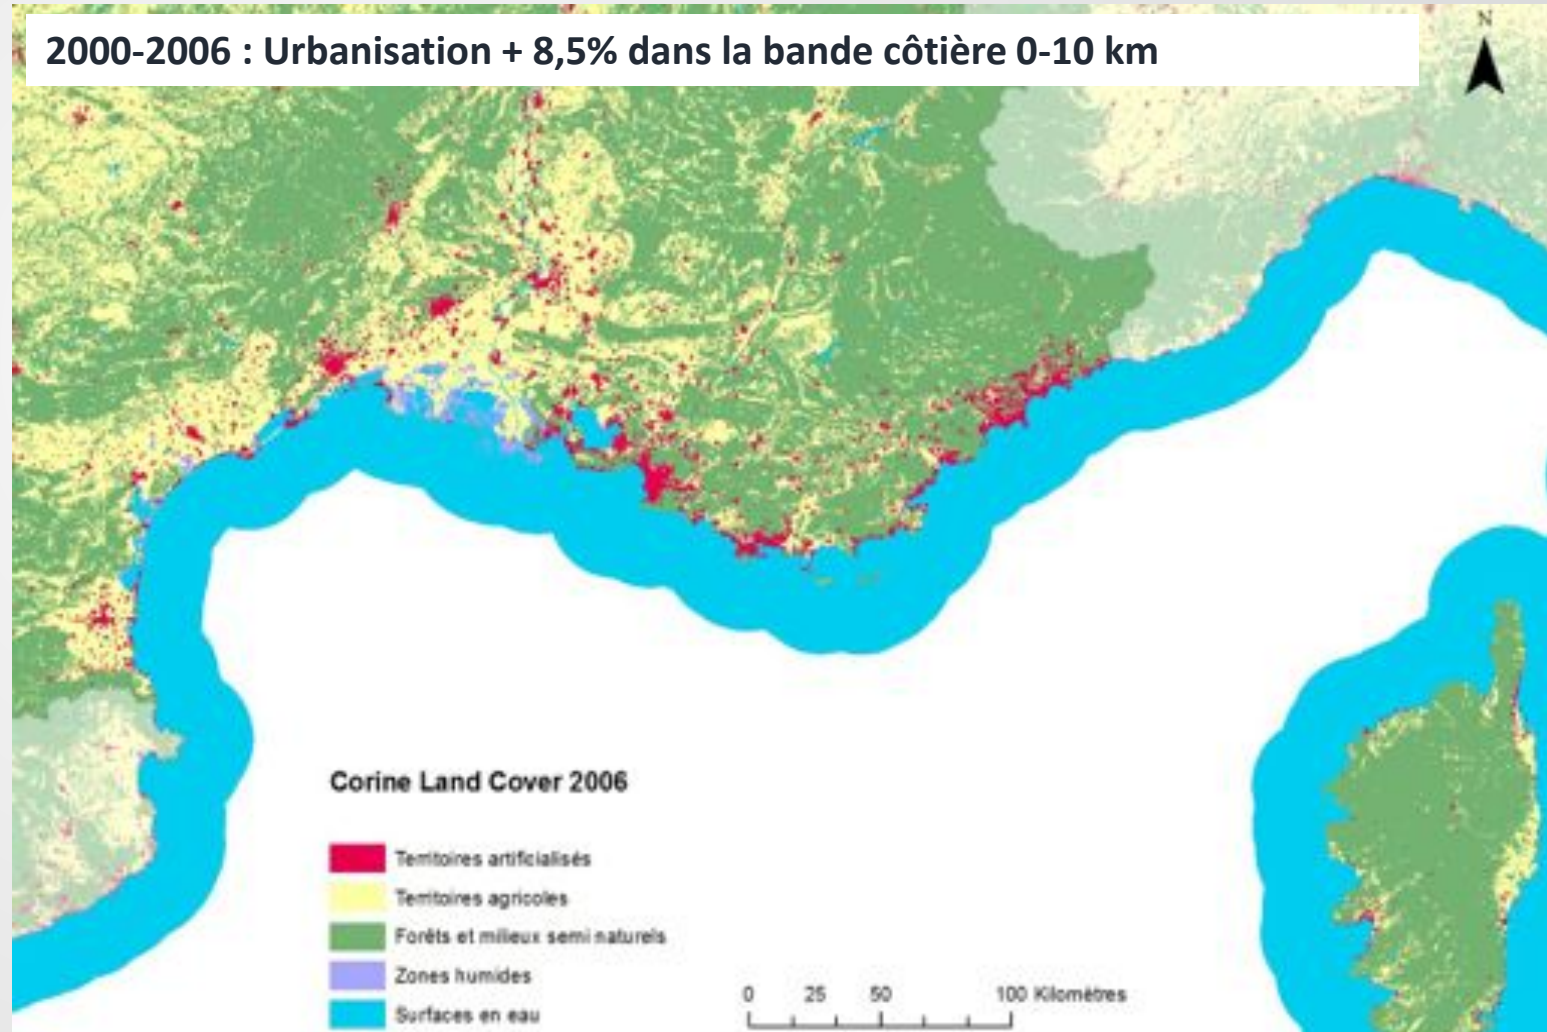 2000-2006 : Urbanisation + 8,5% dans la bande côtière 0-10 km
N
Corine Land Cover 2006
Territoires artificialisés
Territoires agricoles
Forêts et milieux semi naturels
Zones humides
Surfaces en eau
0 25 50 100 Kilomètres